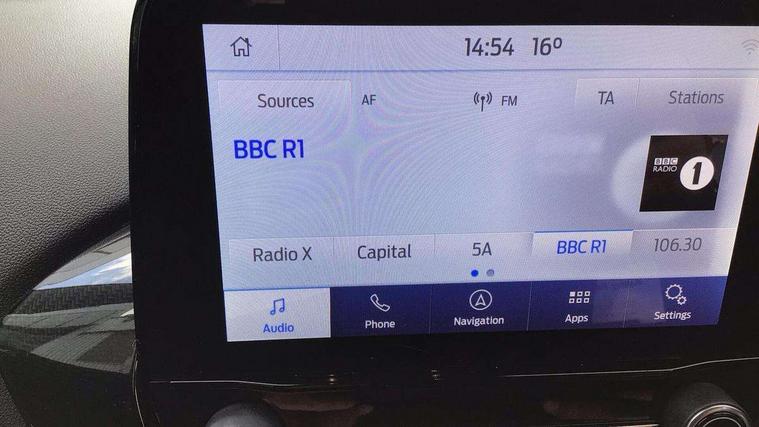 14:54 16º
Sources AF FM TA Stations
BBC R1
BBC
RADIO 1
Radio X Capital 5A BBC R1 106.30
Audio Phone Navigation Apps Settings